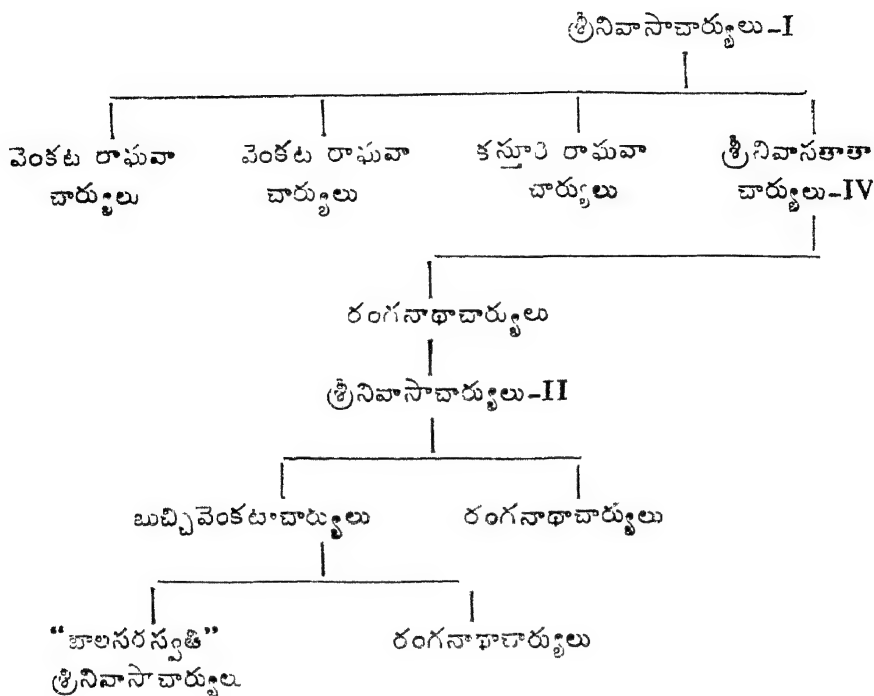 శ్రీనివాసాచార్యులు-I
వెంకట రాఘవా వెంకట రాఘవా కస్తూరి రాఘవా శ్రీనివాసతాతా
చార్యులు చార్యులు చార్యులు చార్యులు-IV
రంగనాథాచార్యులు
శ్రీనివాసాచార్యులు-II
బుచ్చివెంకటాచార్యులు రంగనాథాచార్యులు
“బాలసరస్వతి” రంగనాథాచార్యులు
శ్రీనివాసాచార్యులు